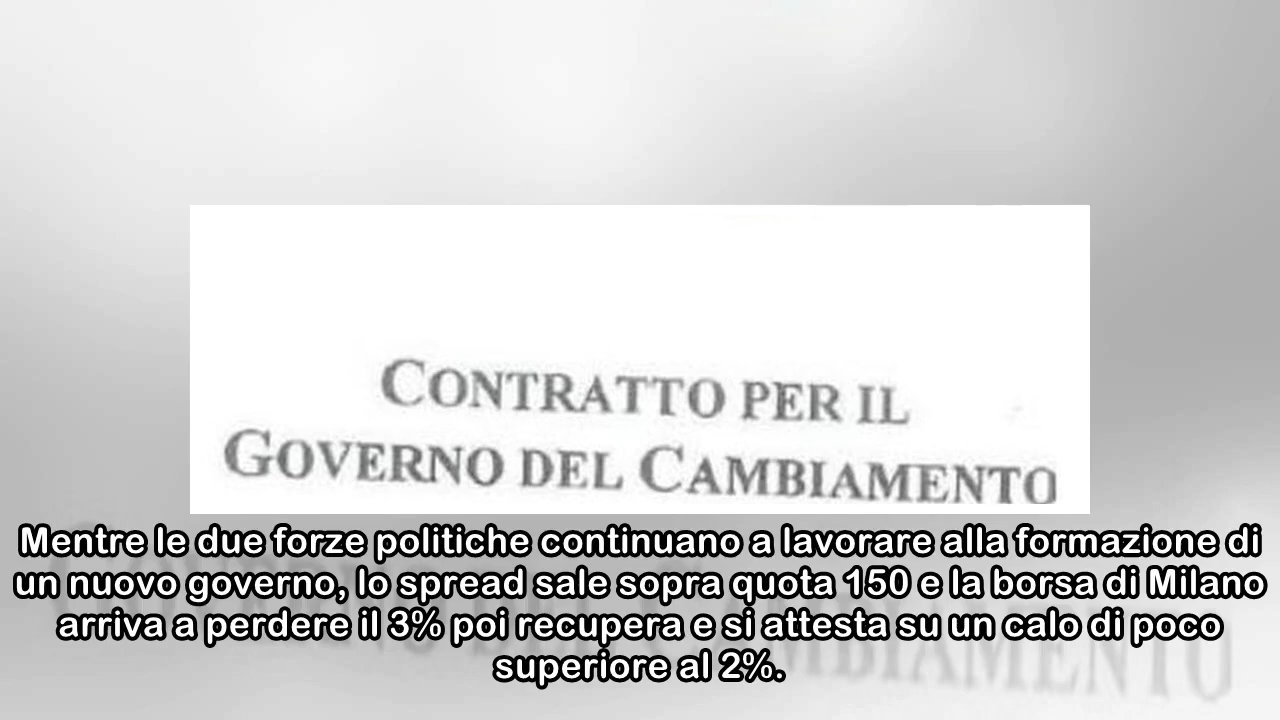 CONTRATTO PER IL
GOVERNO DEL CAMBIAMENTO
Mentre le due forze politiche continuano a lavorare alla formazione di
un nuovo governo, lo spread sale sopra quota 150 e la borsa di Milano
arriva a perdere il 3% poi recupera e si attesta su un calo di poco
superiore al 2%.